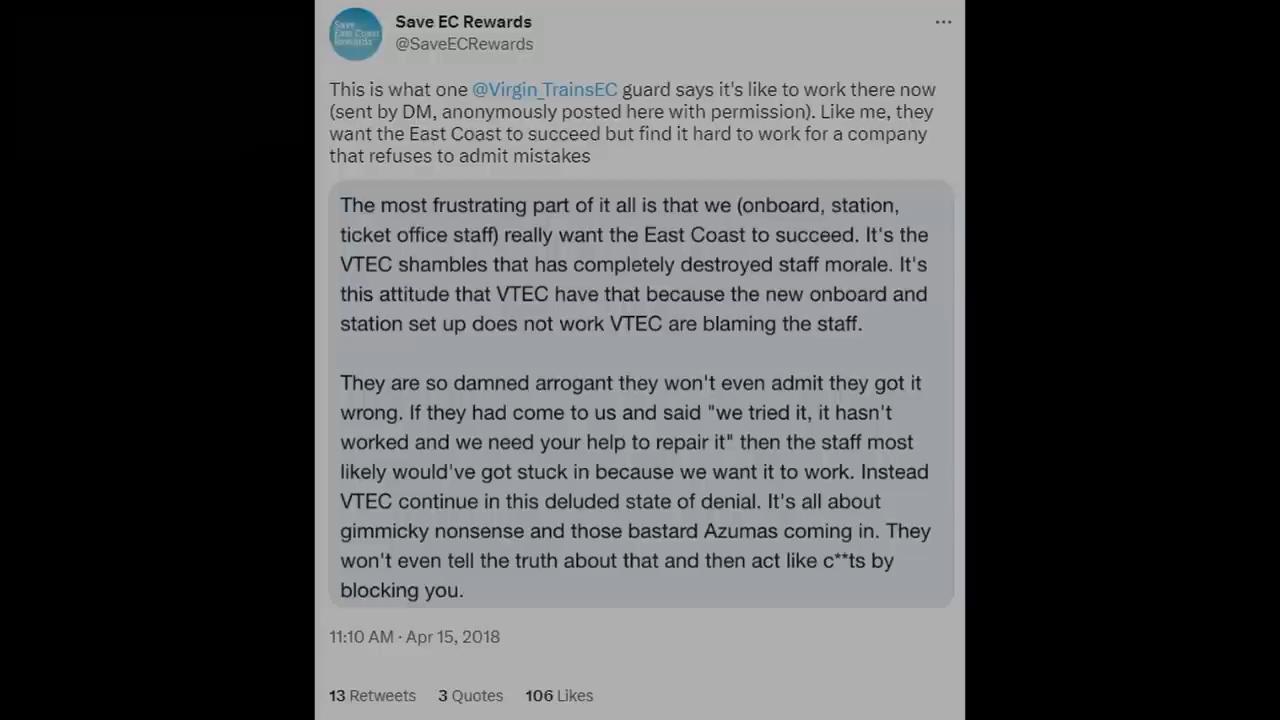 Save
East Coast
Rewards
Save EC Rewards
@SaveECRewards
This is what one @Virgin_TrainsEC guard says it's like to work there now
(sent by DM, anonymously posted here with permission). Like me, they
want the East Coast to succeed but find it hard to work for a company
that refuses to admit mistakes
The most frustrating part of it all is that we (onboard, station,
ticket office staff) really want the East Coast to succeed. It's the
VTEC shambles that has completely destroyed staff morale. It's
this attitude that VTEC have that because the new onboard and
station set up does not work VTEC are blaming the staff.
They are so damned arrogant they won't even admit they got it
wrong. If they had come to us and said "we tried it, it hasn't
worked and we need your help to repair it" then the staff most
likely would've got stuck in because we want it to work. Instead
VTEC continue in this deluded state of denial. It's all about
gimmicky nonsense and those bastard Azumas coming in. They
won't even tell the truth about that and then act like c**ts by
blocking you.
11:10 AM · Apr 15, 2018
13 Retweets 3 Quotes 106 Likes